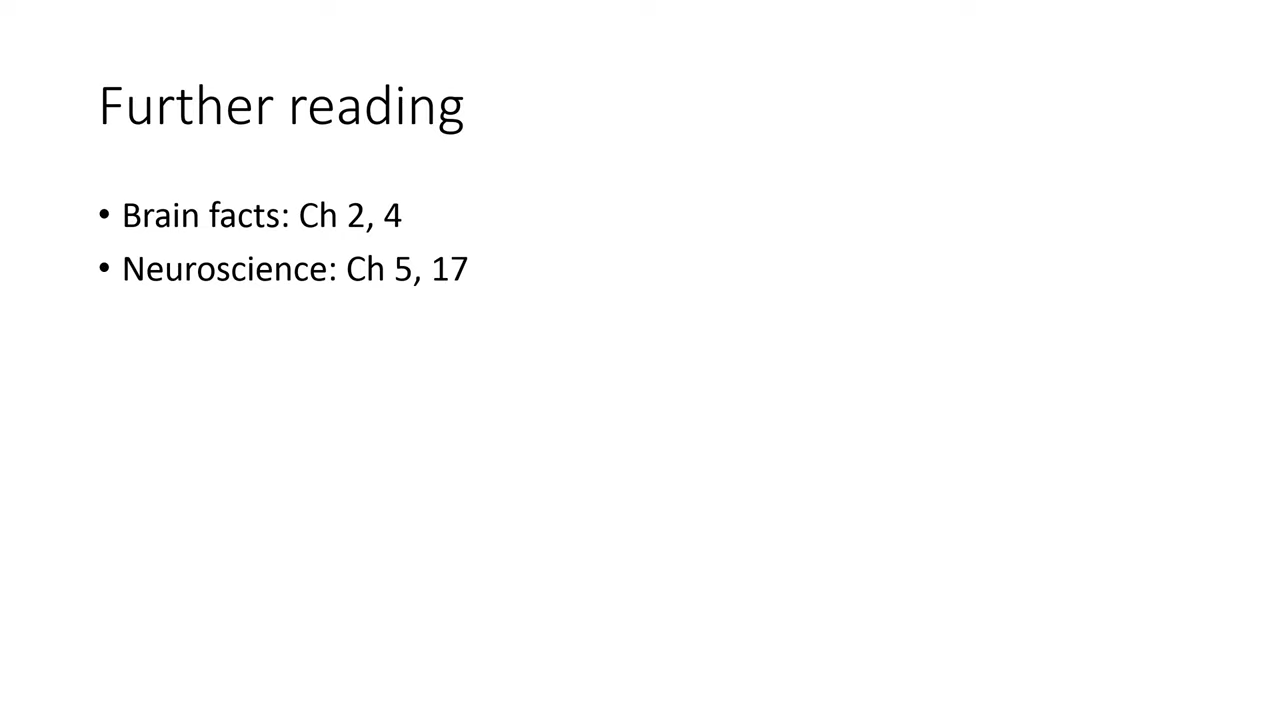 Further reading
• Brain facts: Ch 2, 4
• Neuroscience: Ch 5, 17